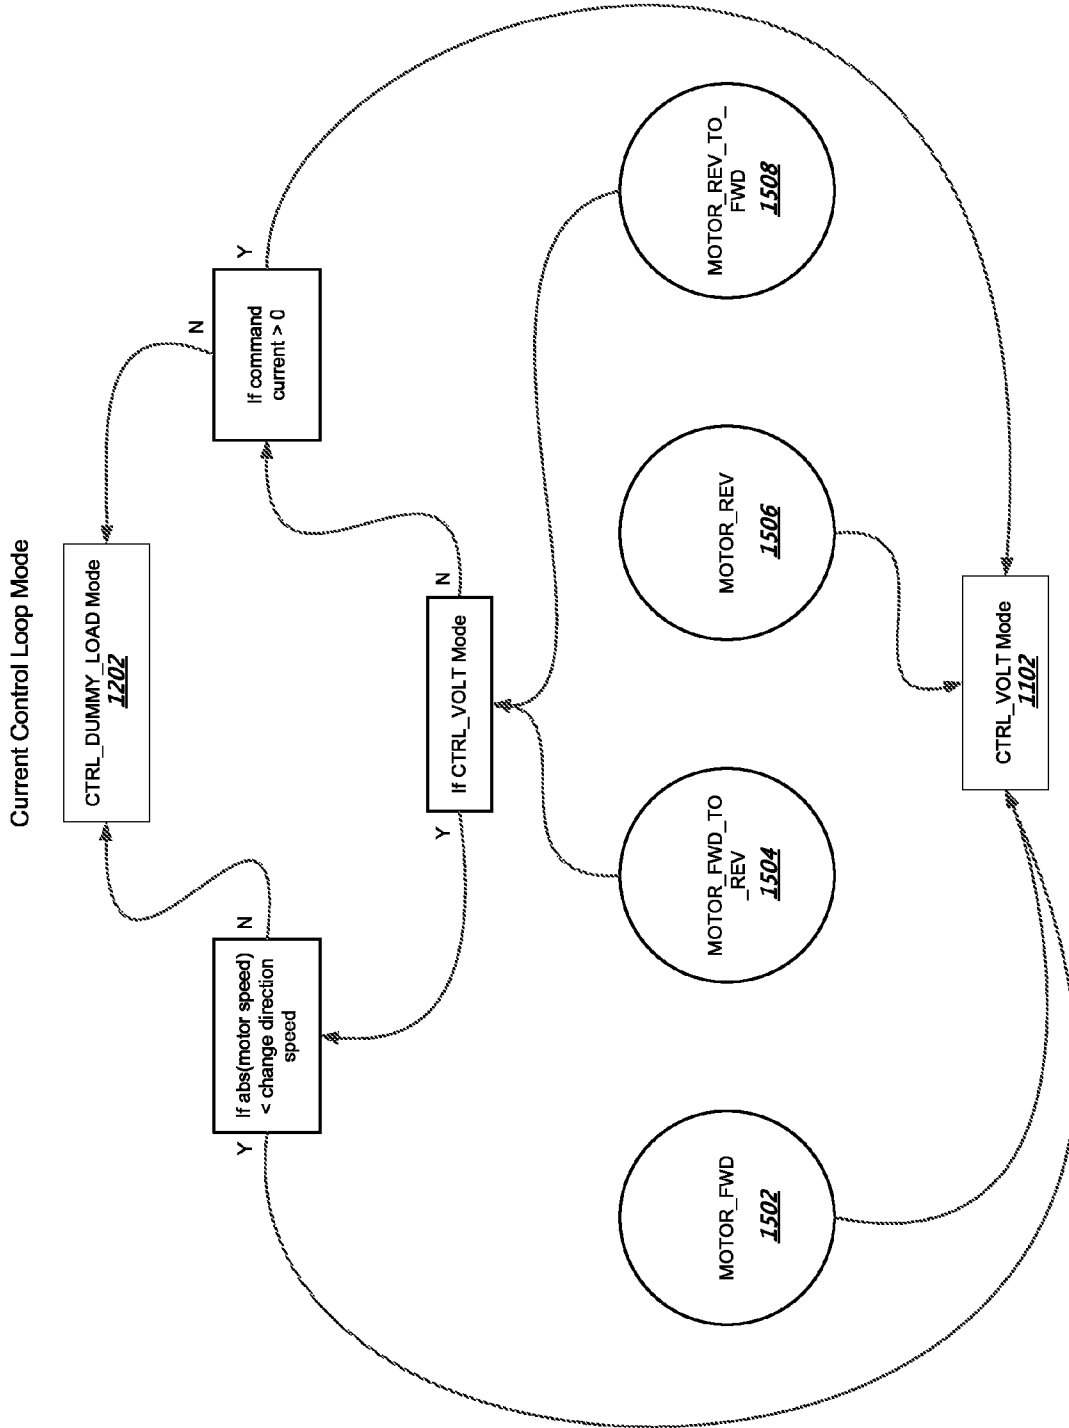 Current Control Loop Mode
CTRL_DUMMY_LOAD Mode
1202
If abs(motor speed)
< change direction
speed
Y
N
If command
current > 0
N
Y
If CTRL_VOLT Mode
Y
N
MOTOR_FWD
1502
MOTOR_FWD_TO
_REV
1504
MOTOR_REV
1506
MOTOR_REV_TO_
FWD
1508
CTRL_VOLT Mode
1102